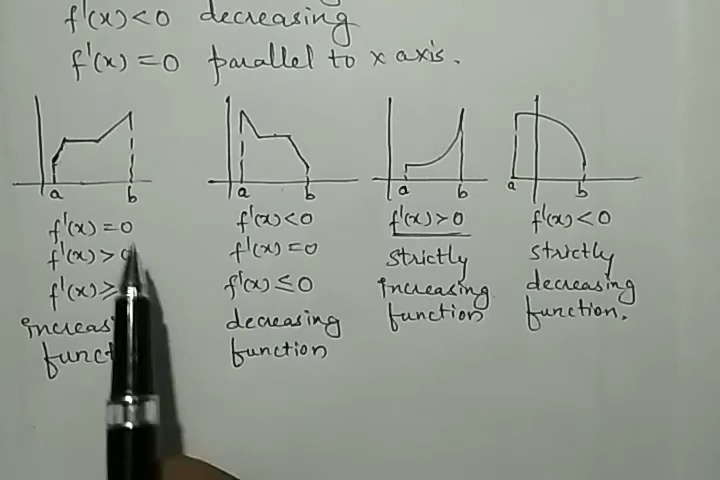 f'(x) < 0 decreasing
f'(x) = 0 parallel to x axis.
a b
a b
a b
a b
f'(x) = 0
f'(x) >
f'(x) ≥
f'(x) < 0
f'(x) = 0
f'(x) ≤ 0
decreasing
function
f'(x) > 0
strictly
increasing
function
f'(x) < 0
strictly
decreasing
function.